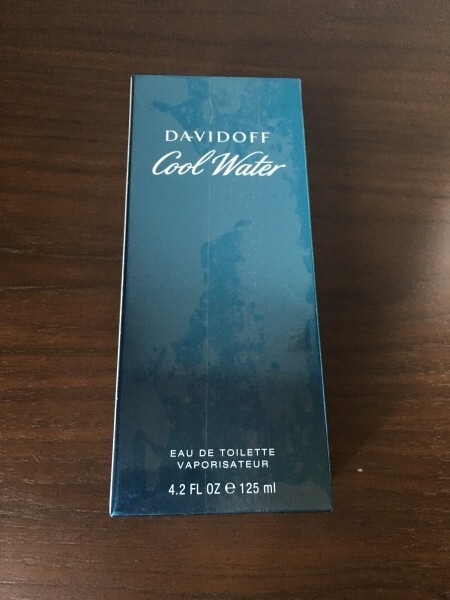 DAVIDOFF
Cool Water
EAU DE TOILETTE
VAPORISATEUR
4.2 FL OZ ℮ 125 ml